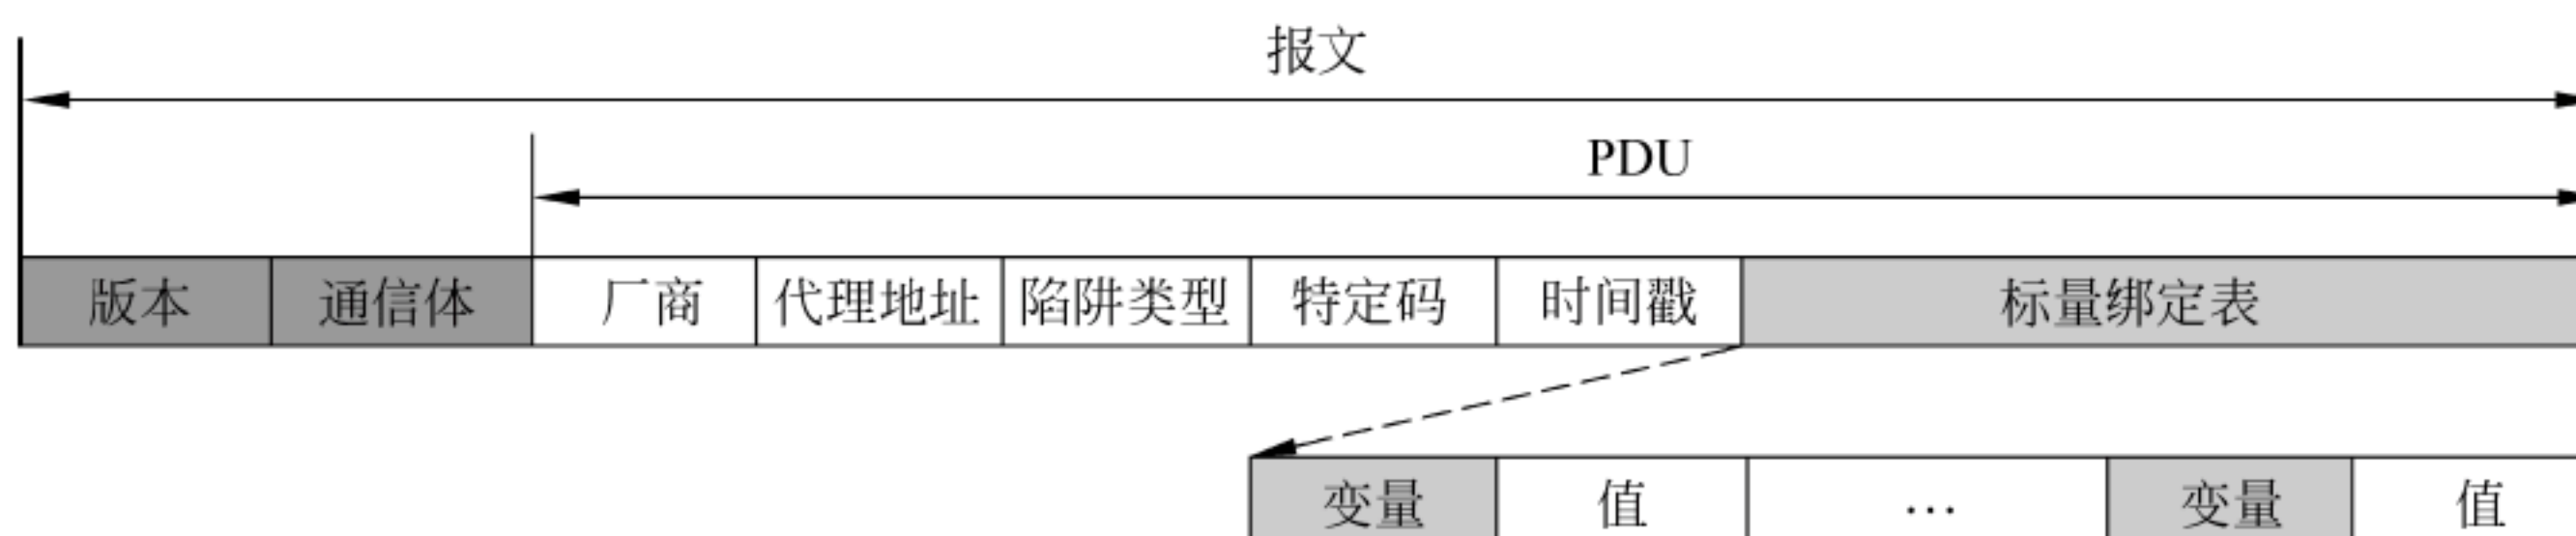 报文
PDU
版本 通信体 厂商 代理地址 陷阱类型 特定码 时间戳 标量绑定表
变量 值 … 变量 值